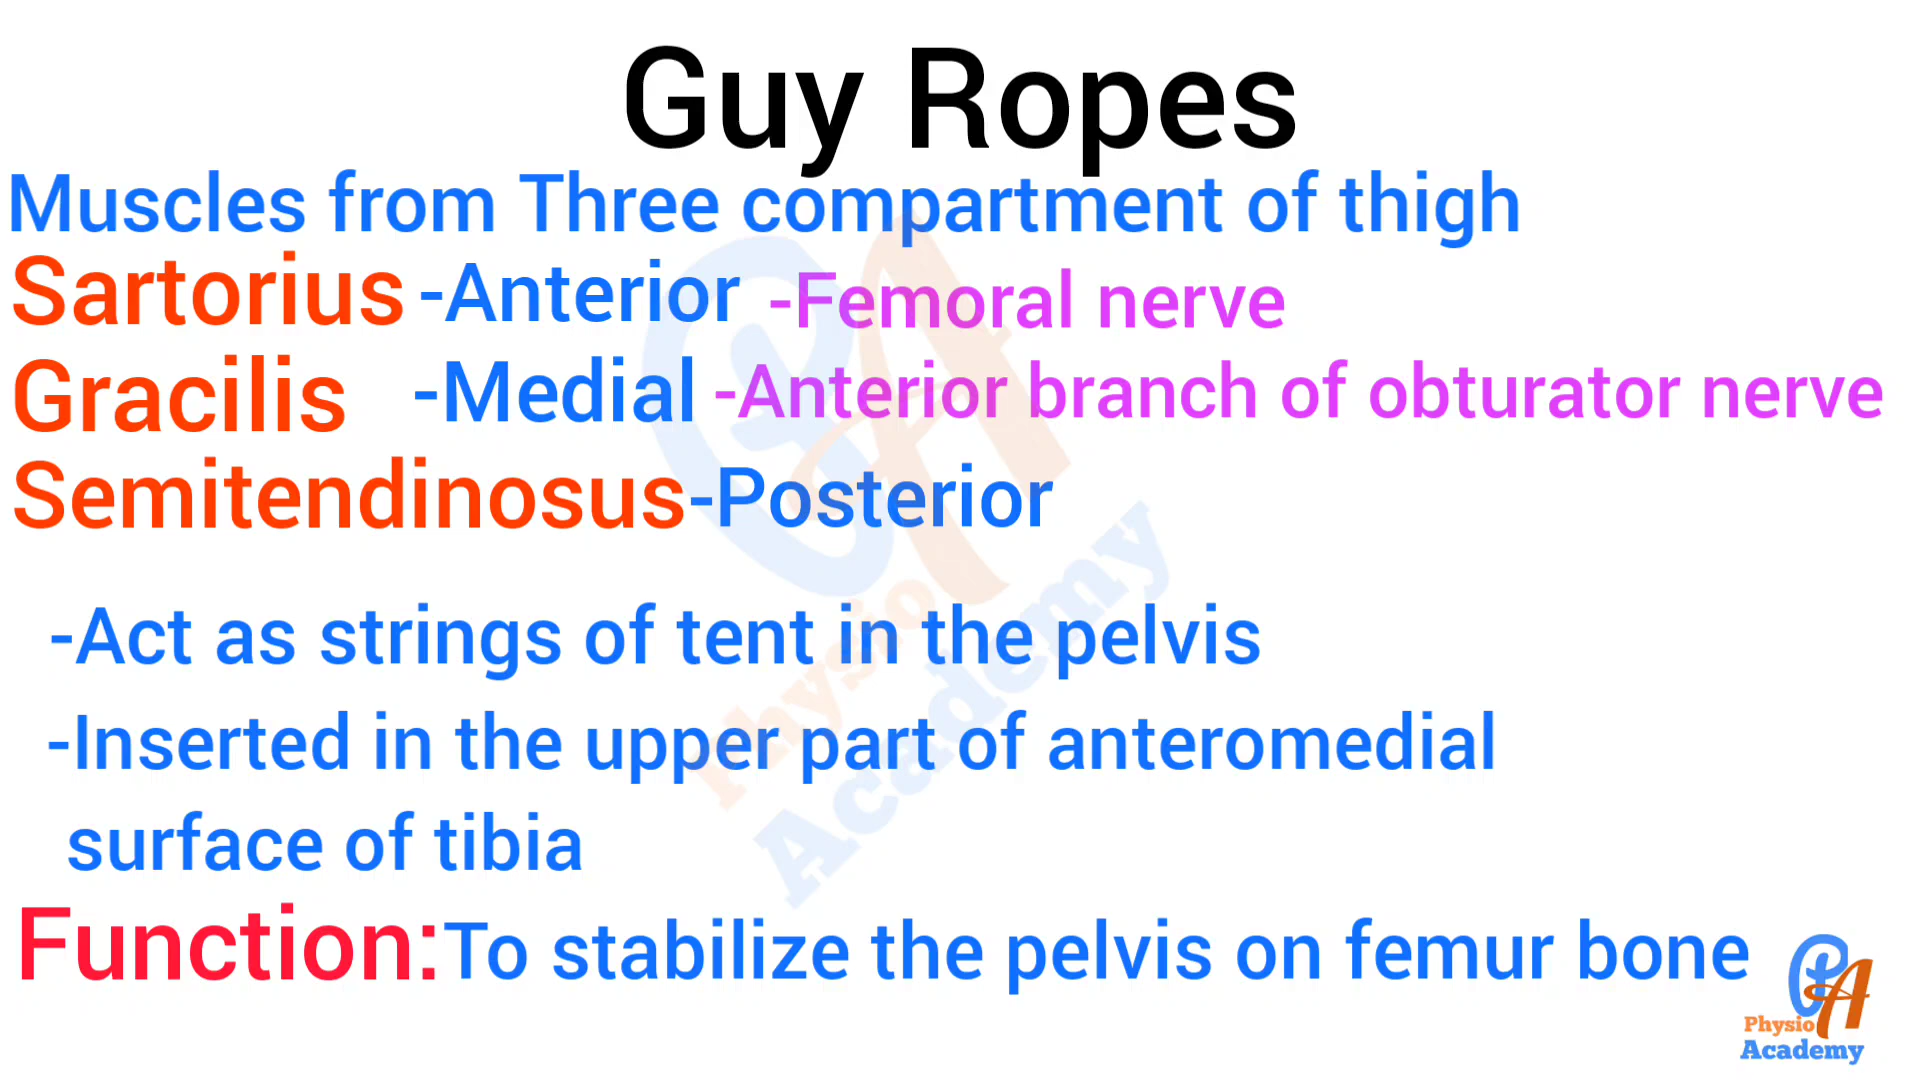 Guy Ropes
Muscles from Three compartment of thigh
Sartorius -Anterior -Femoral nerve
Gracilis -Medial -Anterior branch of obturator nerve
Semitendinosus-Posterior
-Act as strings of tent in the pelvis
-Inserted in the upper part of anteromedial
surface of tibia
Function:To stabilize the pelvis on femur bone
Physio
Academy
Physio
Academy